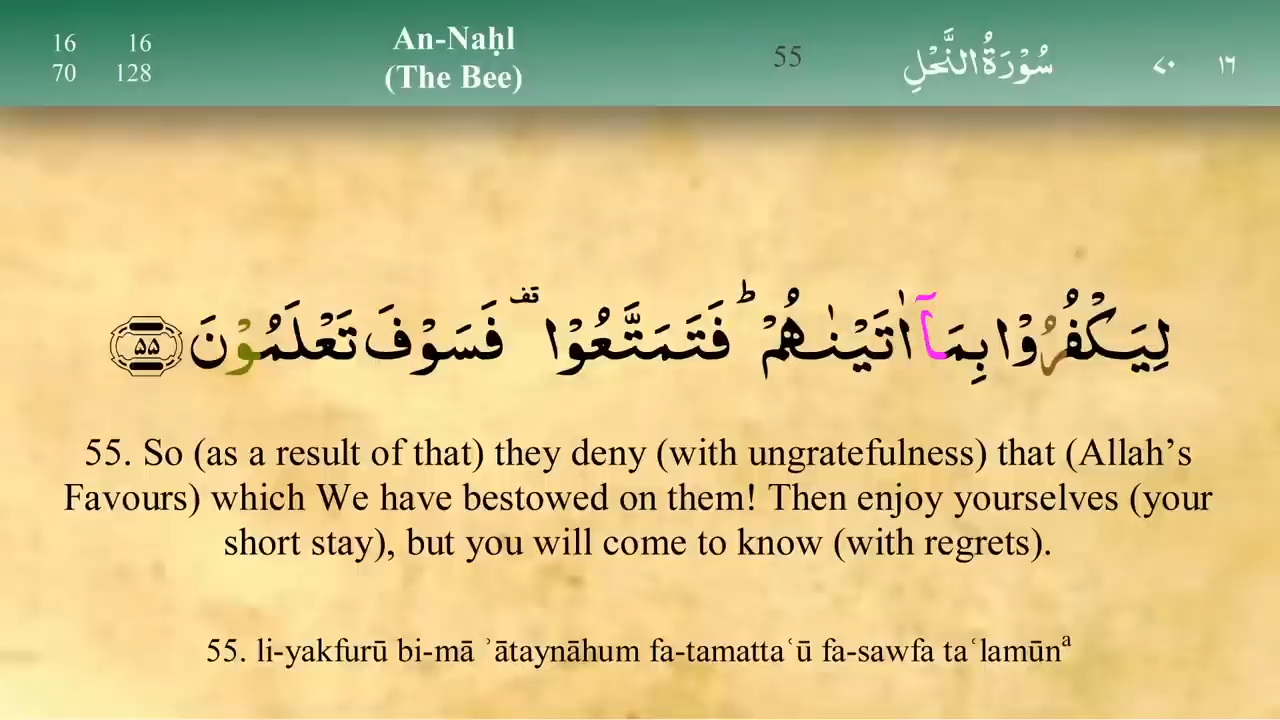 16 16 An-Naḥl 55 سُوْرَةُ النَّحْلِ ٧٠ ١٦
70 128 (The Bee)
لِيَكْفُرُوْا بِمَآ اٰتَيْنٰهُمْ ؕ فَتَمَتَّعُوْا ۥقف فَسَوْفَ تَعْلَمُوْنَ ۵۵
55. So (as a result of that) they deny (with ungratefulness) that (Allah’s
Favours) which We have bestowed on them! Then enjoy yourselves (your
short stay), but you will come to know (with regrets).
55. li-yakfurū bi-mā ʾātaynāhum fa-tamattaʿū fa-sawfa taʿlamūnᵃ